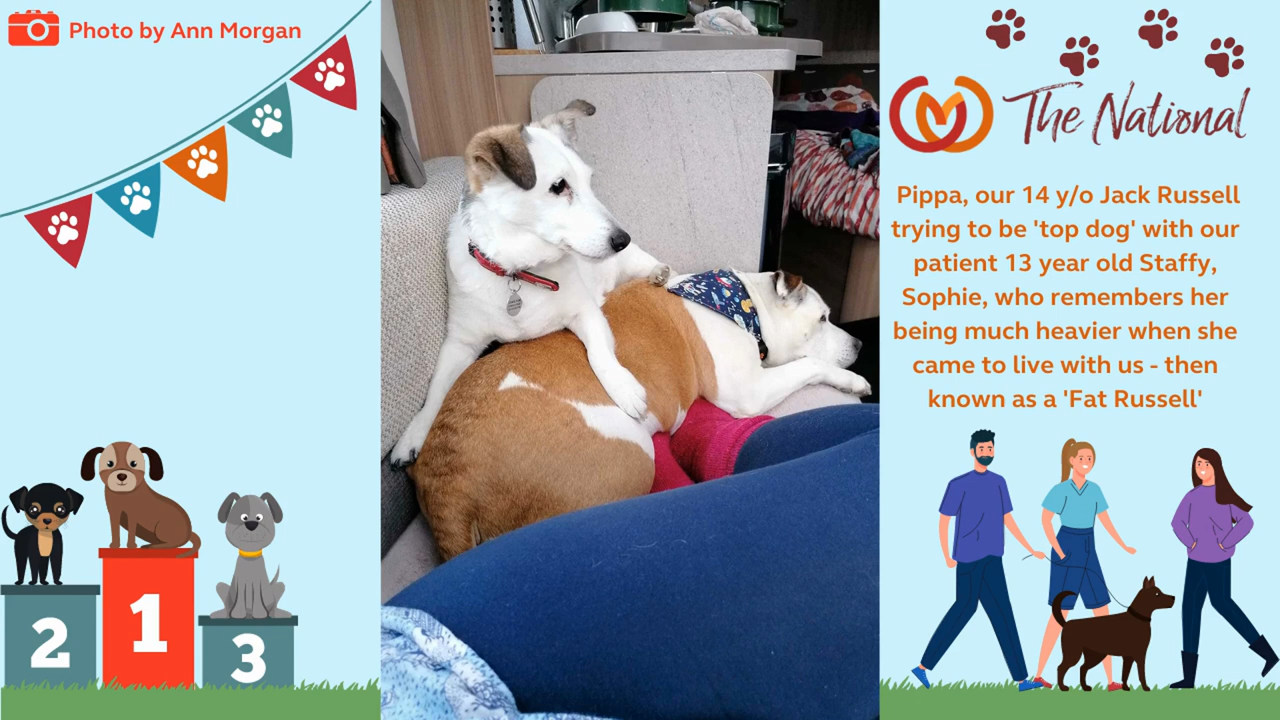 Photo by Ann Morgan
The National
Pippa, our 14 y/o Jack Russell
trying to be 'top dog' with our
patient 13 year old Staffy,
Sophie, who remembers her
being much heavier when she
came to live with us - then
known as a 'Fat Russell'
2
1
3